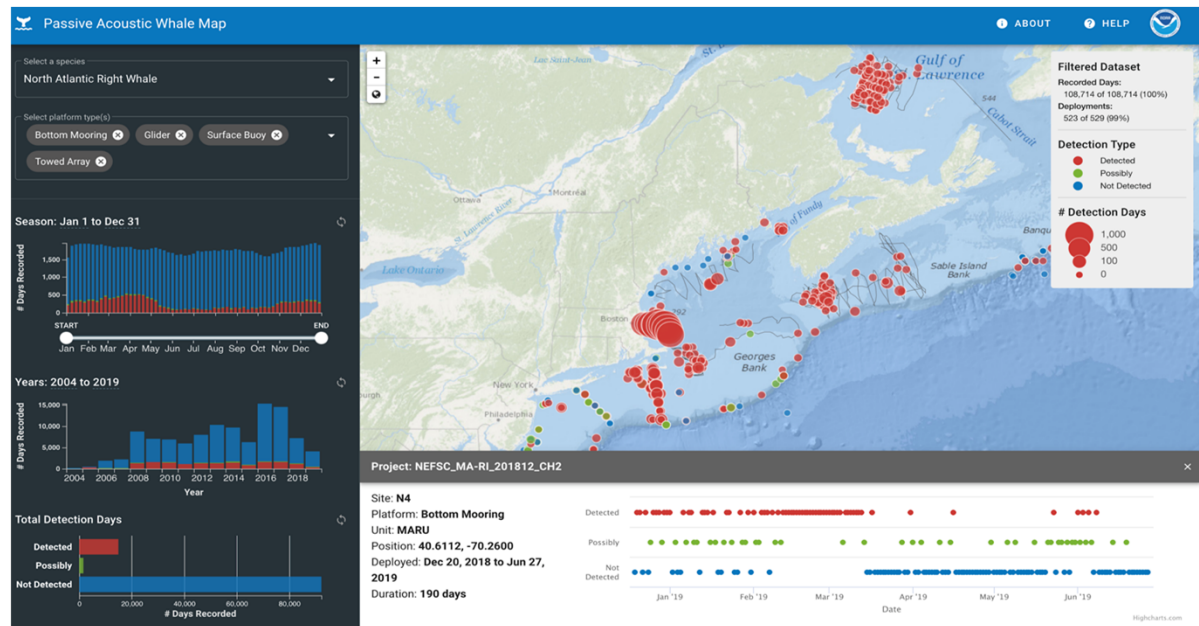 Passive Acoustic Whale Map
ABOUT
HELP
Select a species
North Atlantic Right Whale
Select platform type(s)
Bottom Mooring
Glider
Surface Buoy
Towed Array
Season: Jan 1 to Dec 31
# Days Recorded
1,500
1,000
500
0
START
END
Jan Feb Mar Apr May Jun Jul Aug Sep Oct Nov Dec
Years: 2004 to 2019
# Days Recorded
15,000
10,000
5,000
0
2004 2006 2008 2010 2012 2014 2016 2018
Year
Total Detection Days
Detected
Possibly
Not Detected
0 20,000 40,000 60,000 80,000
# Days Recorded
+
−
Lac Saint-Jean
St. L
Gulf of
St. Lawrence
544
Cabot Strait
Montréal
Ottawa
St. Lawrence River
Lake Ontario
of Fundy
Banqu
Sable Island
Bank
Boston
292
Georges
Bank
New York
burgh
Philadelphia
Filtered Dataset
Recorded Days:
108,714 of 108,714 (100%)
Deployments:
523 of 529 (99%)
Detection Type
Detected
Possibly
Not Detected
# Detection Days
1,000
500
100
0
Project: NEFSC_MA-RI_201812_CH2
Site: N4
Platform: Bottom Mooring
Unit: MARU
Position: 40.6112, -70.2600
Deployed: Dec 20, 2018 to Jun 27,
2019
Duration: 190 days
Detected
Possibly
Not
Detected
Jan '19 Feb '19 Mar '19 Apr '19 May '19 Jun '19
Date
Highcharts.com